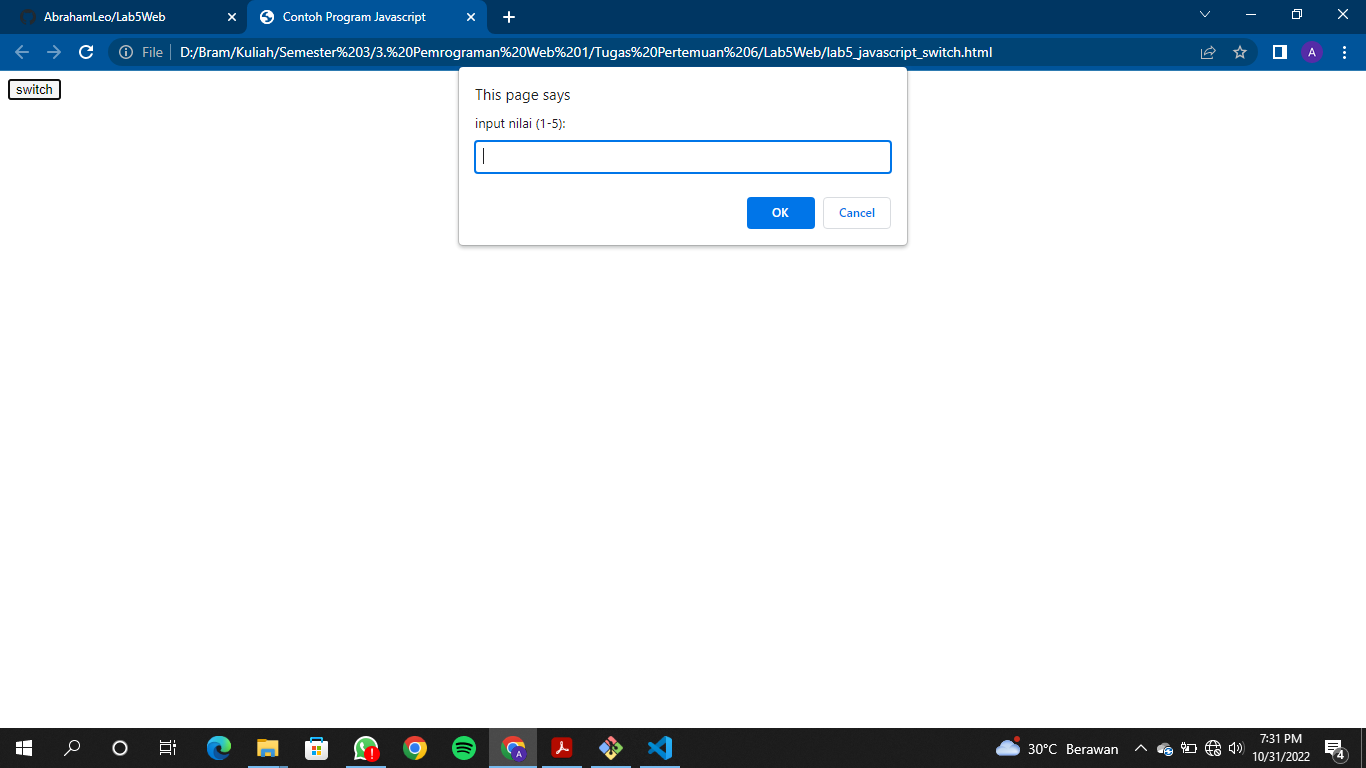 AbrahamLeo/Lab5Web
Contoh Program Javascript
File
D:/Bram/Kuliah/Semester%203/3.%20Pemrograman%20Web%201/Tugas%20Pertemuan%206/Lab5Web/lab5_javascript_switch.html
A
switch
This page says
input nilai (1-5):
OK
Cancel
A
30°C Berawan
7:31 PM
10/31/2022
4